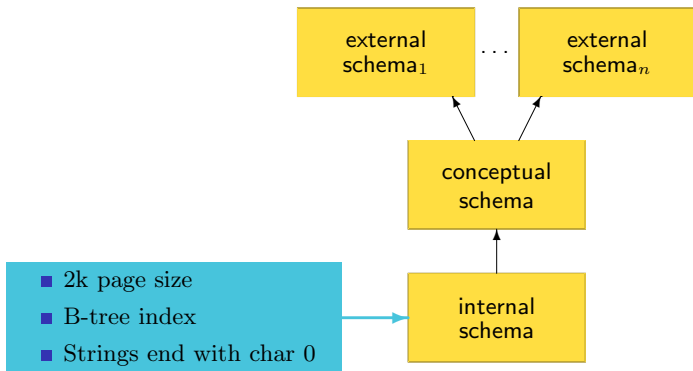 external
schema₁
...
external
schemaₙ
conceptual
schema
2k page size
B-tree index
Strings end with char 0
internal
schema